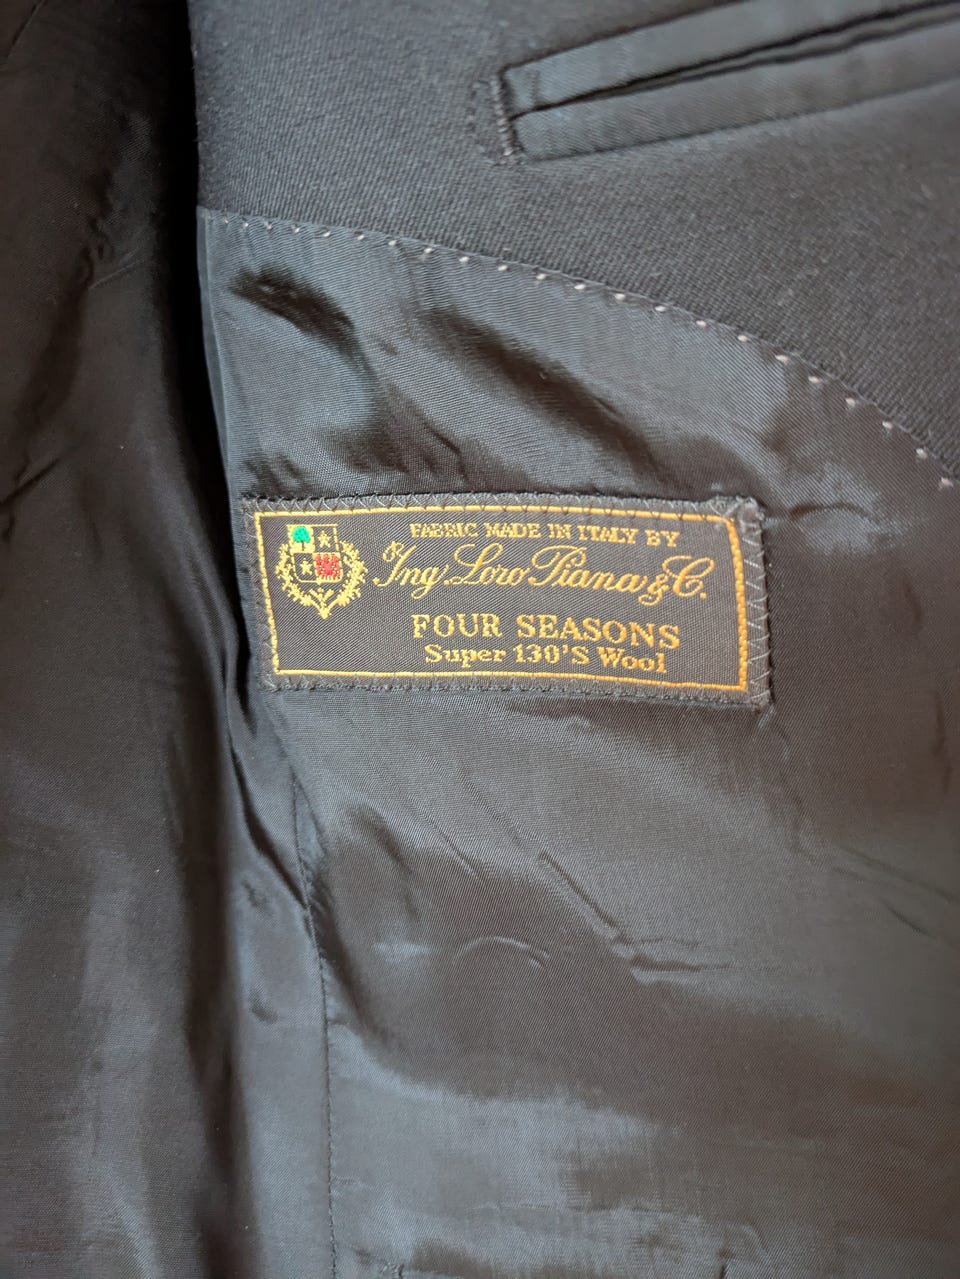 FABRIC MADE IN ITALY BY
Ing. Loro Piana & C.
FOUR SEASONS
Super 130'S Wool